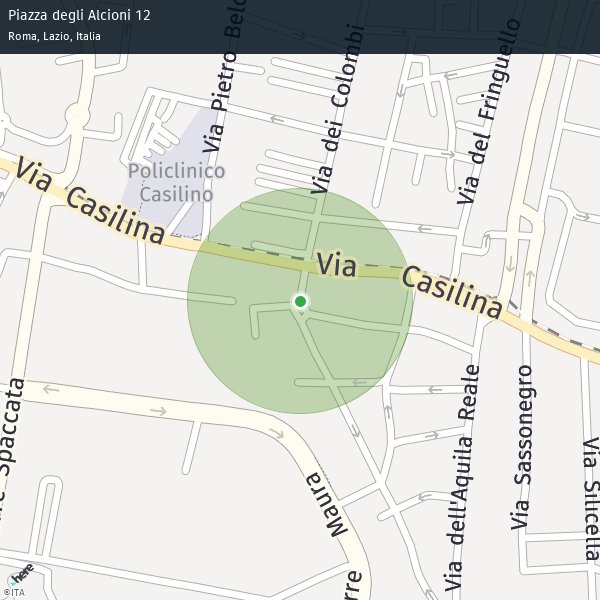 Piazza degli Alcioni 12
Roma, Lazio, Italia
Via Pietro Belo
Via dei Colombi
Via del Fringuello
Policlinico
Casilino
Via Casilina
Via Casilina
Spaccata
Maura
Via dell'Aquila Reale
Via Sassonegro
Via Silicella
here
©ITA